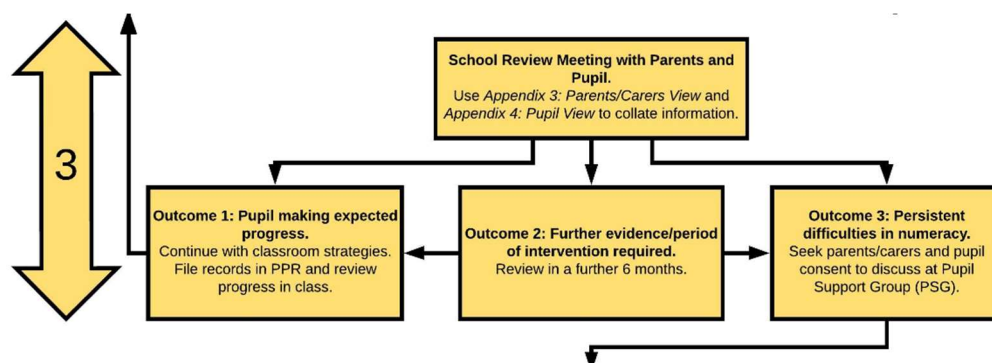 School Review Meeting with Parents and
Pupil.
Use Appendix 3: Parents/Carers View and
Appendix 4: Pupil View to collate information.
3
Outcome 1: Pupil making expected
progress.
Continue with classroom strategies.
File records in PPR and review
progress in class.
Outcome 2: Further evidence/period
of intervention required.
Review in a further 6 months.
Outcome 3: Persistent
difficulties in numeracy.
Seek parents/carers and pupil
consent to discuss at Pupil
Support Group (PSG).